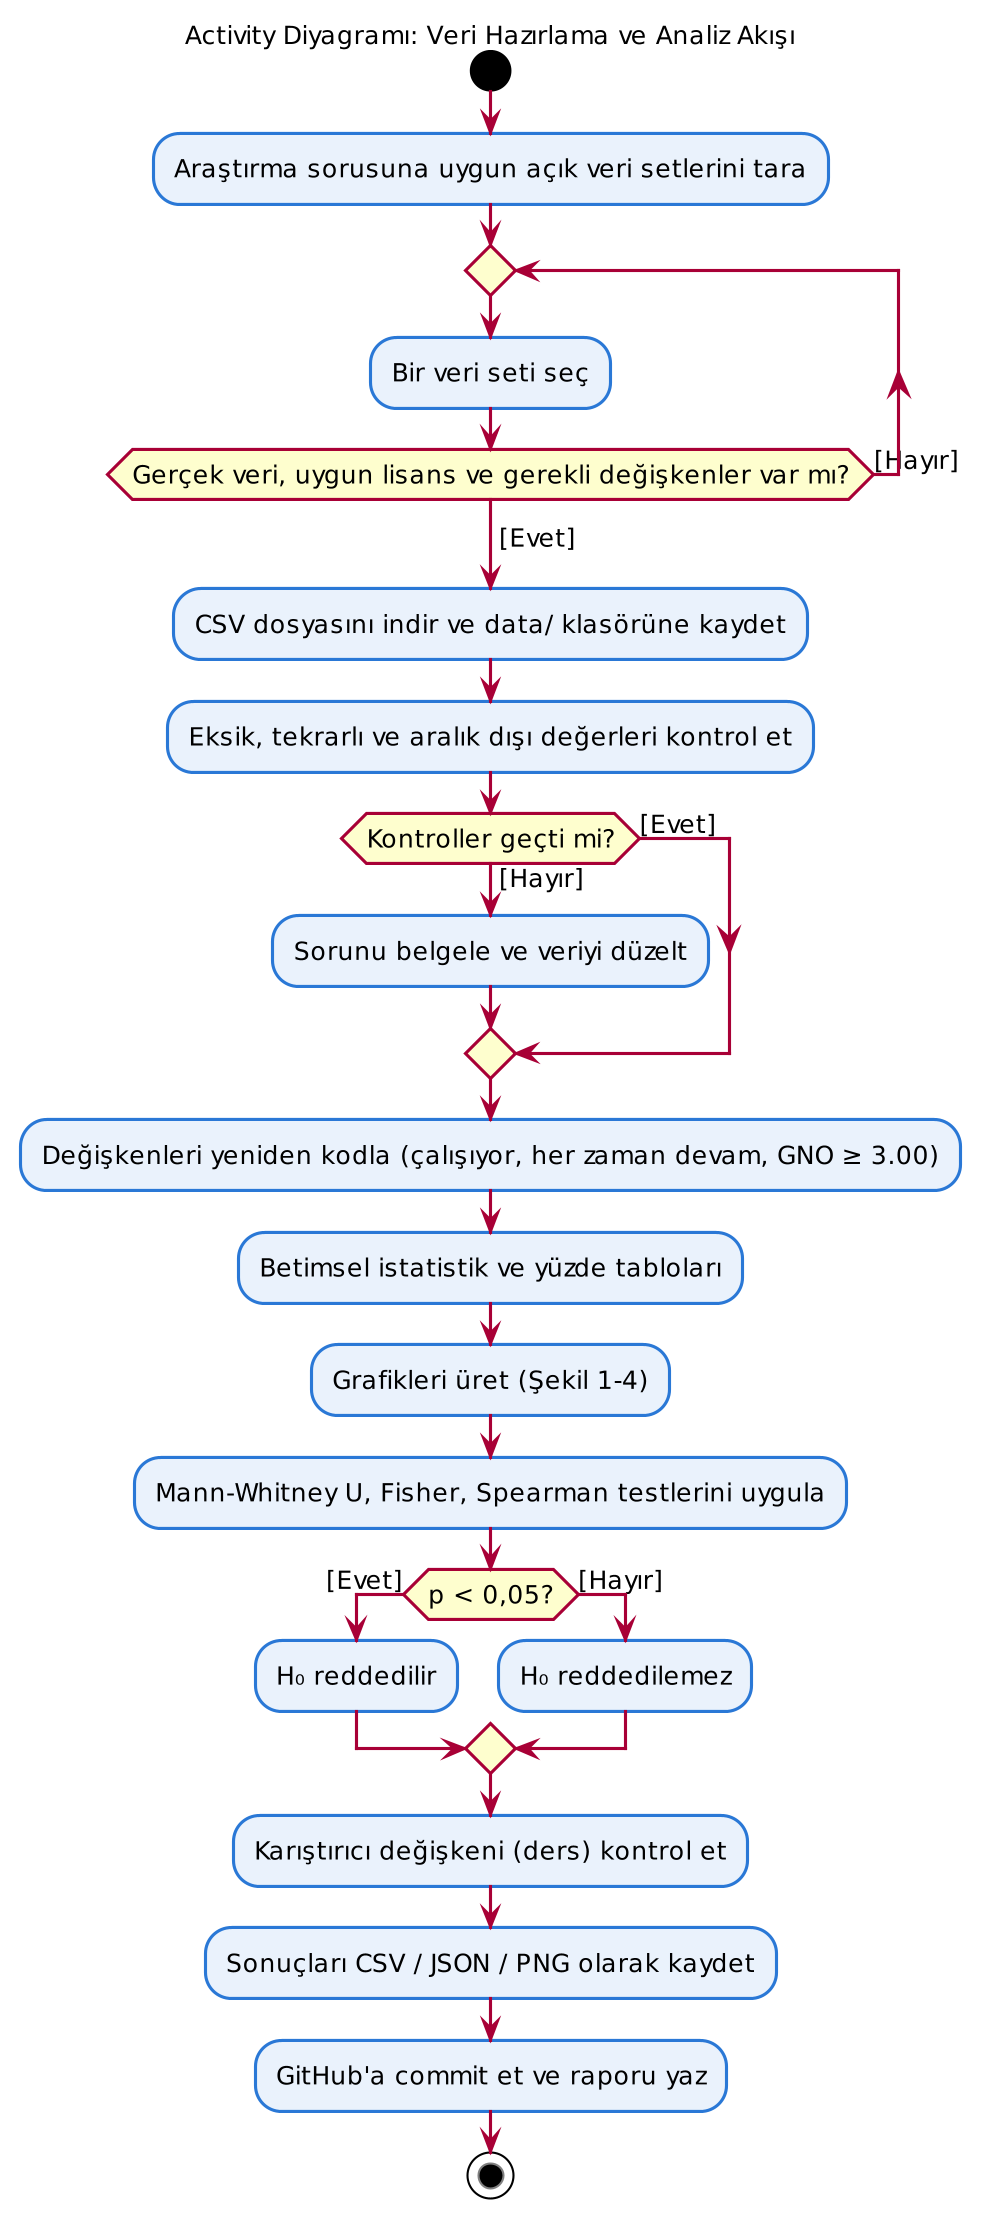 Activity Diyagramı: Veri Hazırlama ve Analiz Akışı
Araştırma sorusuna uygun açık veri setlerini tara
Bir veri seti seç
Gerçek veri, uygun lisans ve gerekli değişkenler var mı?
[Hayır]
[Evet]
CSV dosyasını indir ve data/ klasörüne kaydet
Eksik, tekrarlı ve aralık dışı değerleri kontrol et
Kontroller geçti mi?
[Evet]
[Hayır]
Sorunu belgele ve veriyi düzelt
Değişkenleri yeniden kodla (çalışıyor, her zaman devam, GNO ≥ 3.00)
Betimsel istatistik ve yüzde tabloları
Grafikleri üret (Şekil 1-4)
Mann-Whitney U, Fisher, Spearman testlerini uygula
[Evet]
p < 0,05?
[Hayır]
H₀ reddedilir
H₀ reddedilemez
Karıştırıcı değişkeni (ders) kontrol et
Sonuçları CSV / JSON / PNG olarak kaydet
GitHub'a commit et ve raporu yaz